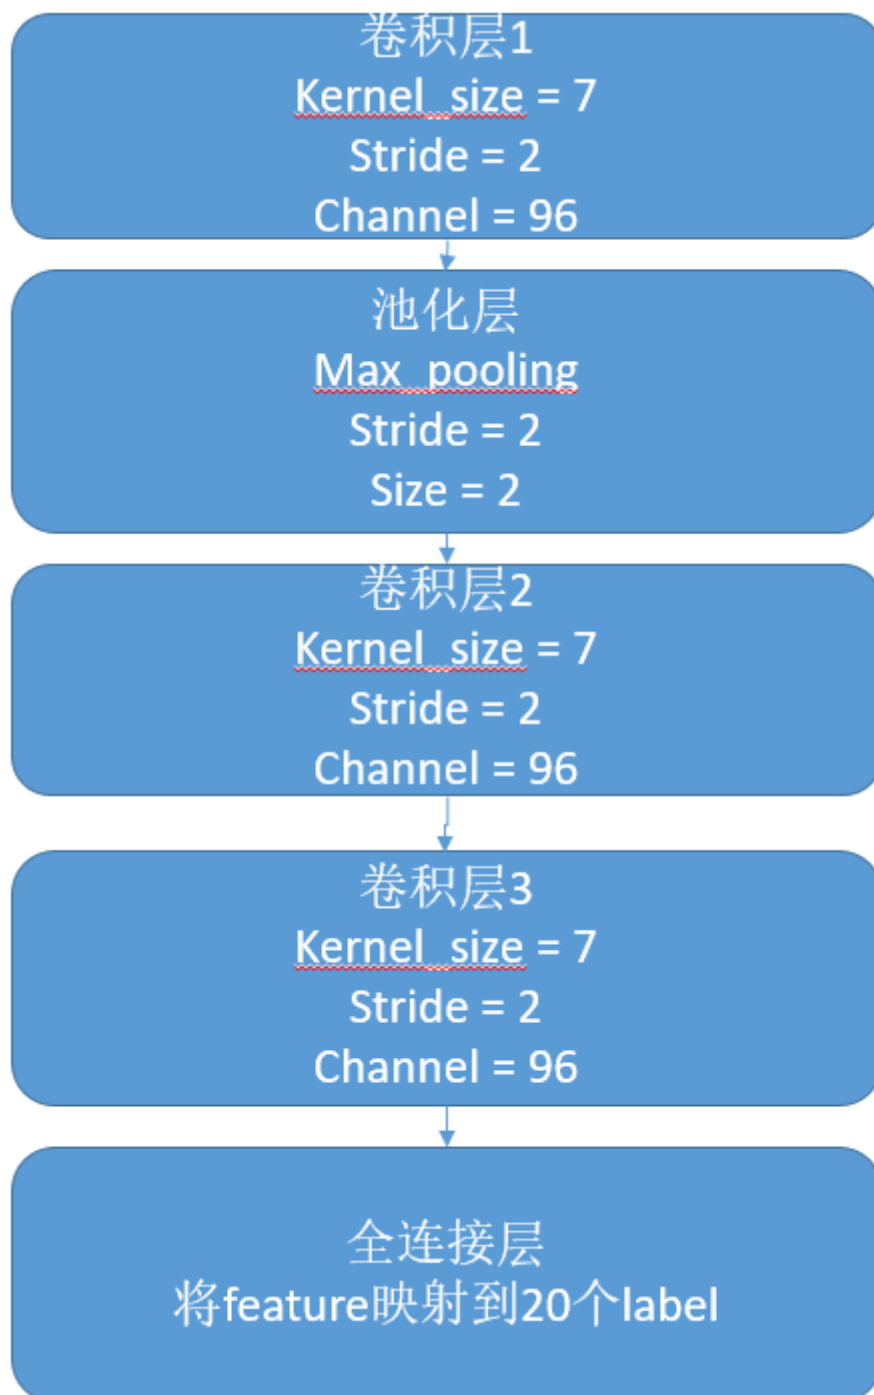 卷积层1
Kernel_size = 7
Stride = 2
Channel = 96
池化层
Max_pooling
Stride = 2
Size = 2
卷积层2
Kernel_size = 7
Stride = 2
Channel = 96
卷积层3
Kernel_size = 7
Stride = 2
Channel = 96
全连接层
将feature映射到20个label